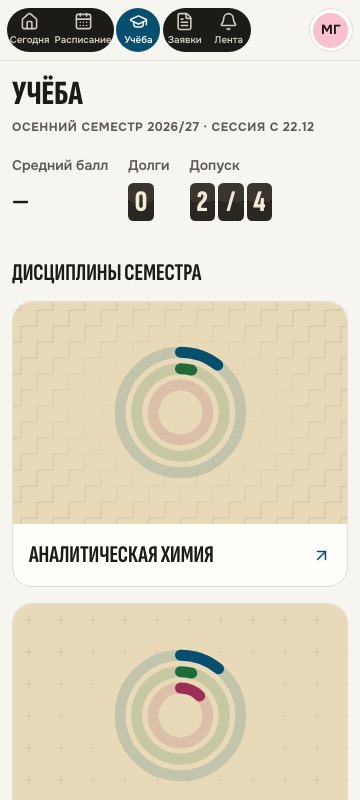 Сегодня Расписание Учёба Заявки Лента МГ
УЧЁБА
ОСЕННИЙ СЕМЕСТР 2026/27 · СЕССИЯ С 22.12
Средний балл Долги Допуск
— 0 2/4
ДИСЦИПЛИНЫ СЕМЕСТРА
АНАЛИТИЧЕСКАЯ ХИМИЯ